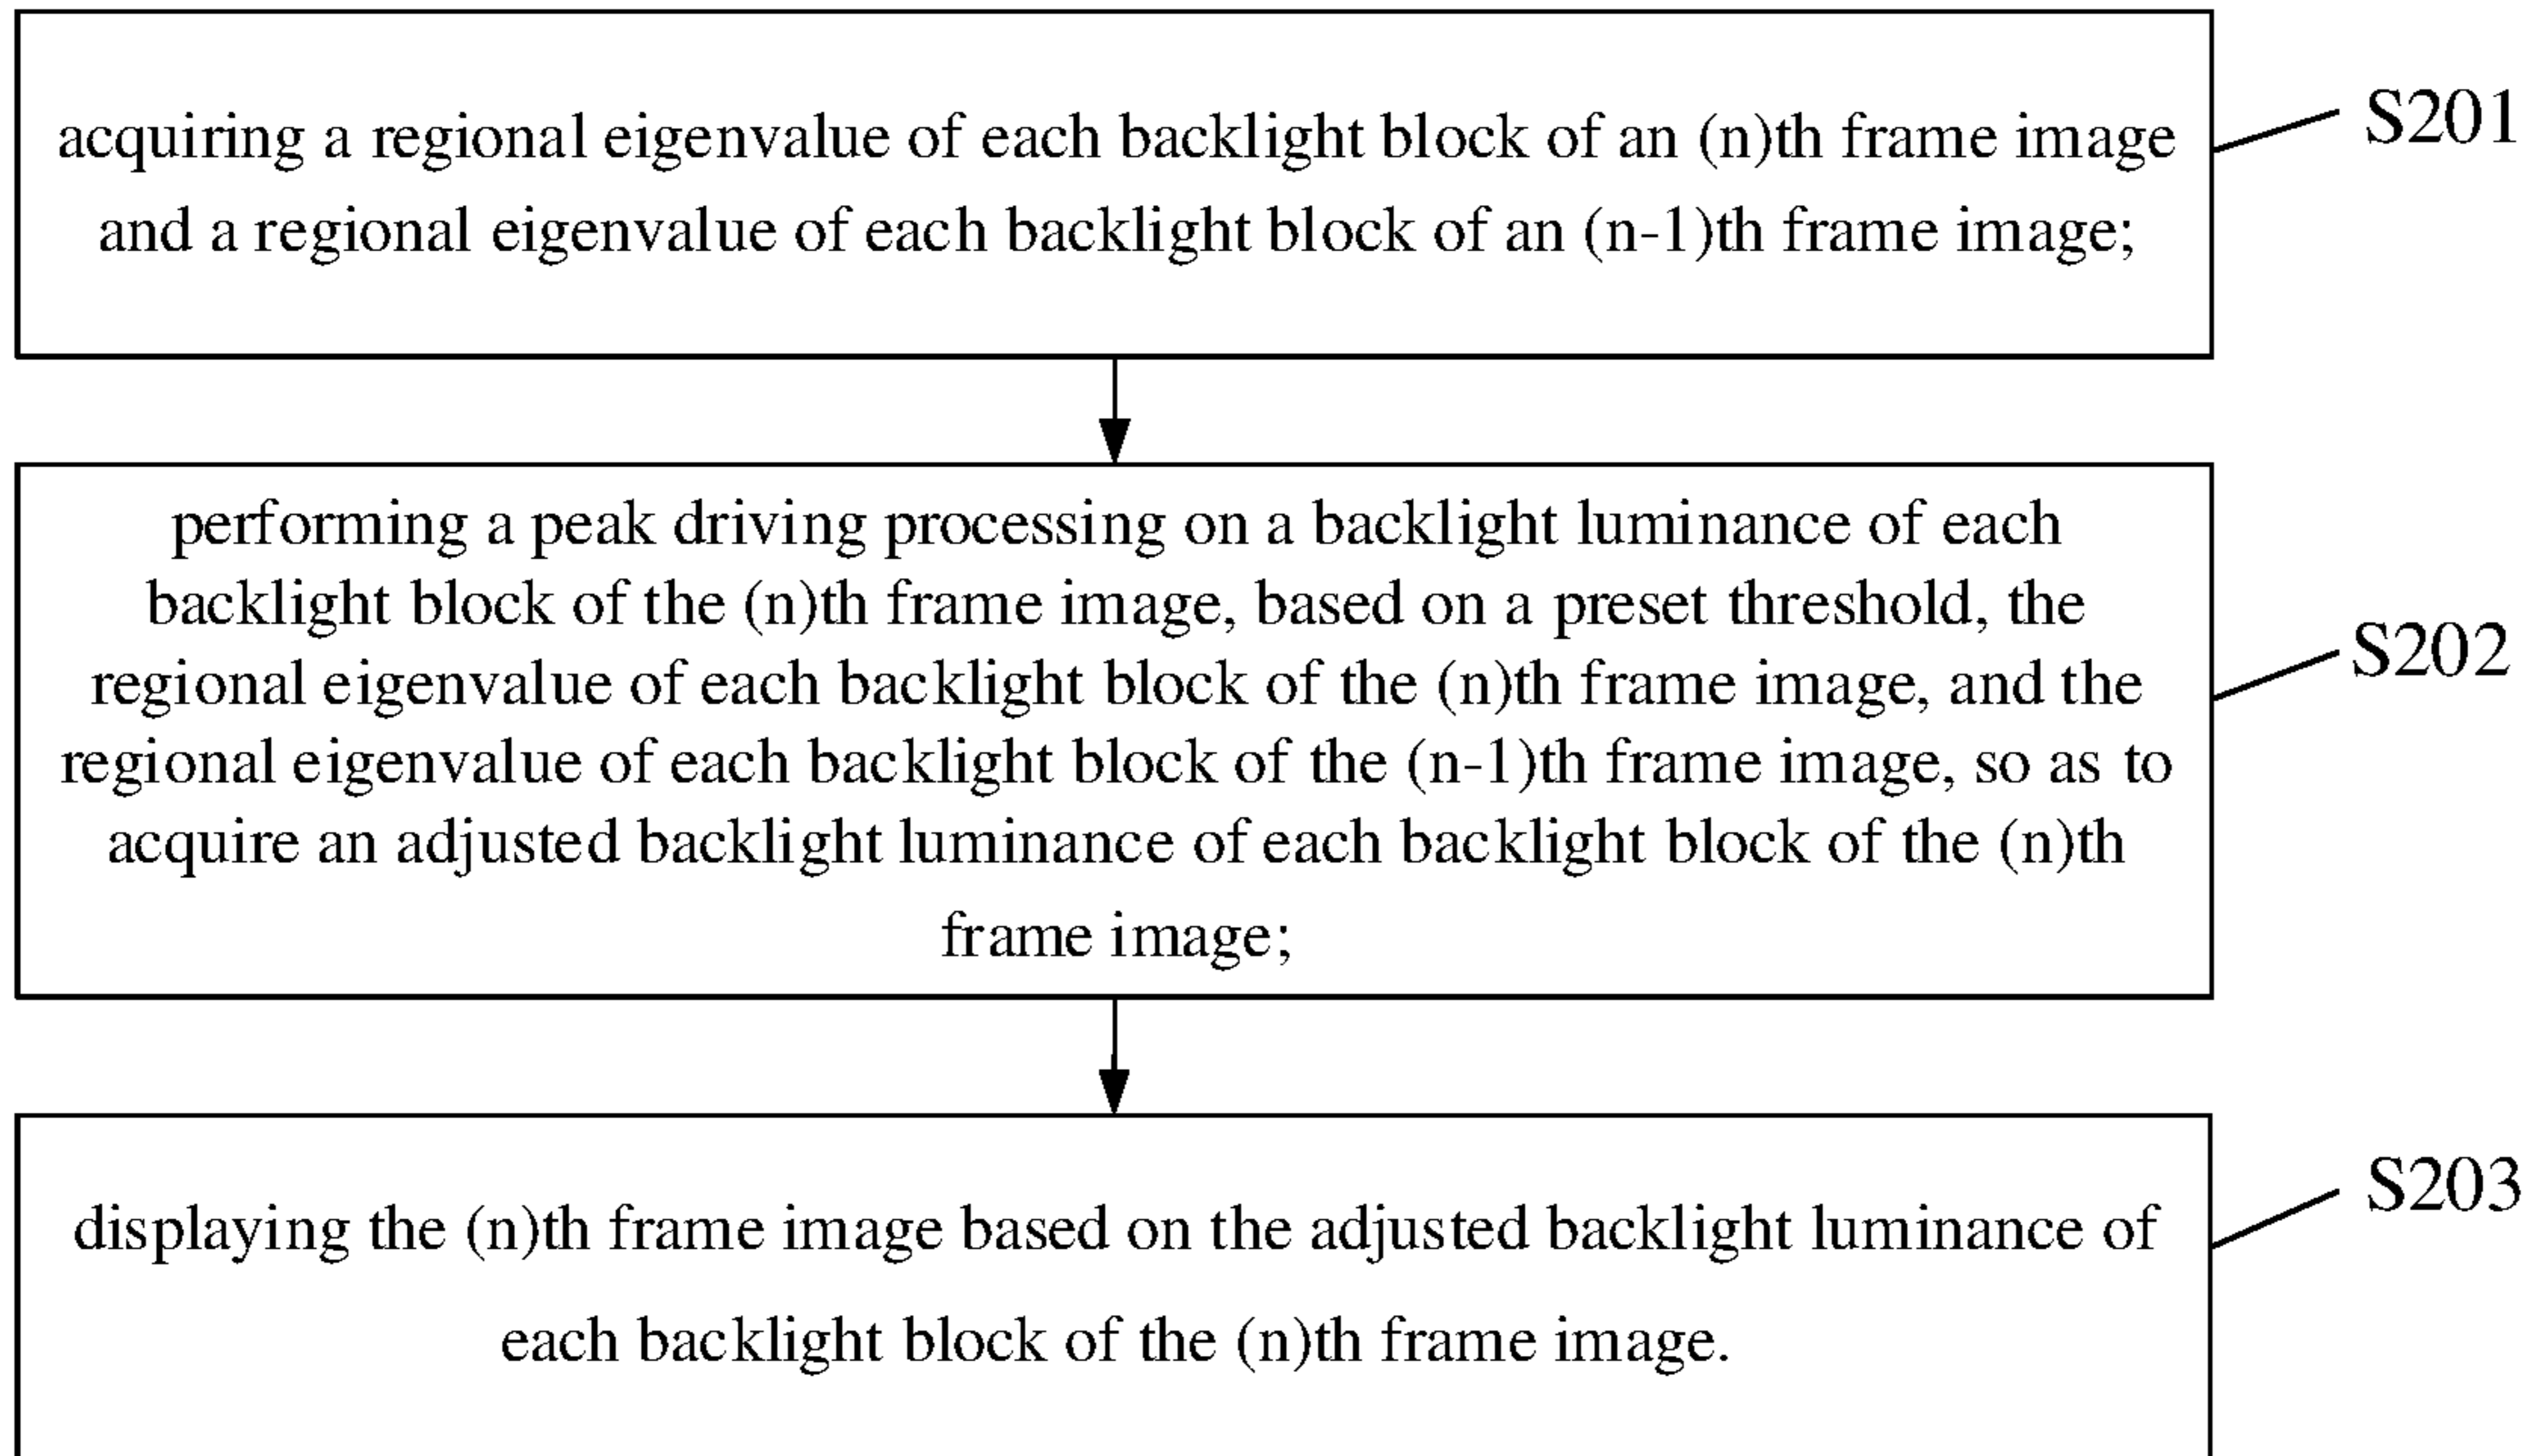 acquiring a regional eigenvalue of each backlight block of an (n)th frame image
and a regional eigenvalue of each backlight block of an (n-1)th frame image;
S201
performing a peak driving processing on a backlight luminance of each
backlight block of the (n)th frame image, based on a preset threshold, the
regional eigenvalue of each backlight block of the (n)th frame image, and the
regional eigenvalue of each backlight block of the (n-1)th frame image, so as to
acquire an adjusted backlight luminance of each backlight block of the (n)th
frame image;
S202
displaying the (n)th frame image based on the adjusted backlight luminance of
each backlight block of the (n)th frame image.
S203